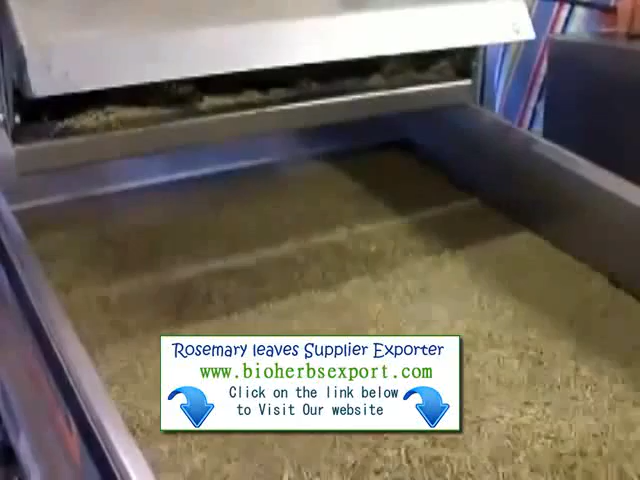 Rosemary leaves Supplier Exporter
www.bioherbsexport.com
Click on the link below
to Visit Our website